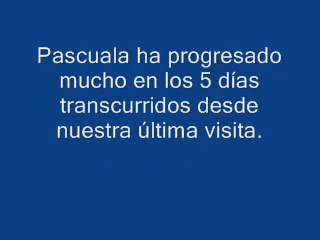 Pascuala ha progresado
mucho en los 5 días
transcurridos desde
nuestra última visita.